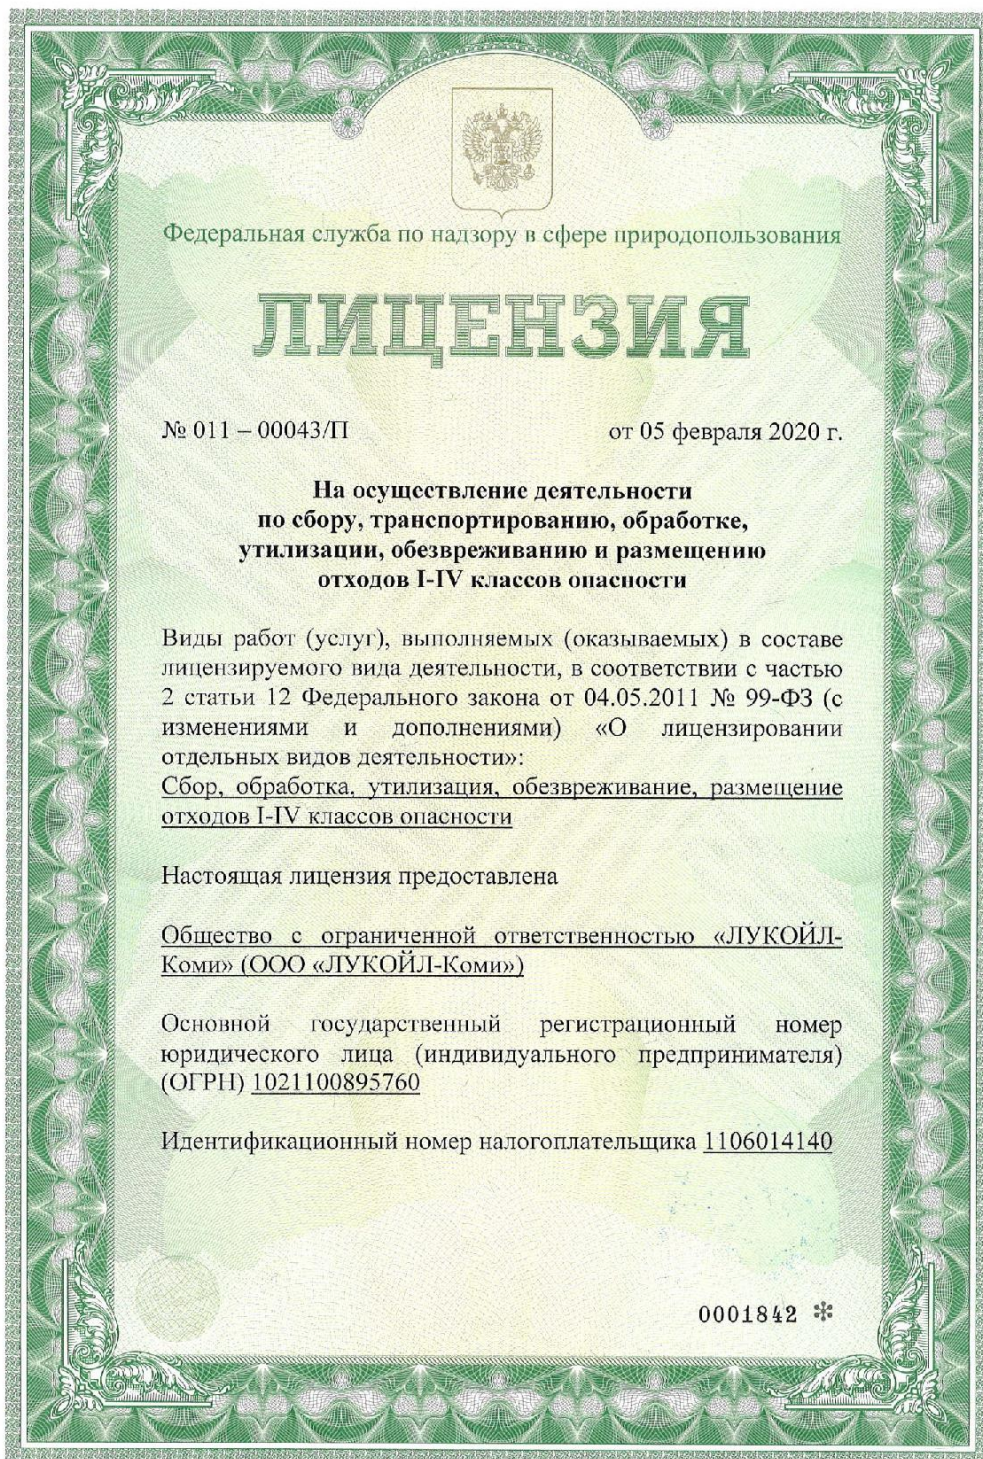 Федеральная служба по надзору в сфере природопользования
ЛИЦЕНЗИЯ
№ 011 – 00043/П от 05 февраля 2020 г.
На осуществление деятельности
по сбору, транспортированию, обработке,
утилизации, обезвреживанию и размещению
отходов I-IV классов опасности
Виды работ (услуг), выполняемых (оказываемых) в составе
лицензируемого вида деятельности, в соответствии с частью
2 статьи 12 Федерального закона от 04.05.2011 № 99-ФЗ (с
изменениями и дополнениями) «О лицензировании
отдельных видов деятельности»:
Сбор, обработка, утилизация, обезвреживание, размещение
отходов I-IV классов опасности
Настоящая лицензия предоставлена
Общество с ограниченной ответственностью «ЛУКОЙЛ-
Коми» (ООО «ЛУКОЙЛ-Коми»)
Основной государственный регистрационный номер
юридического лица (индивидуального предпринимателя)
(ОГРН) 1021100895760
Идентификационный номер налогоплательщика 1106014140
0001842 ❇